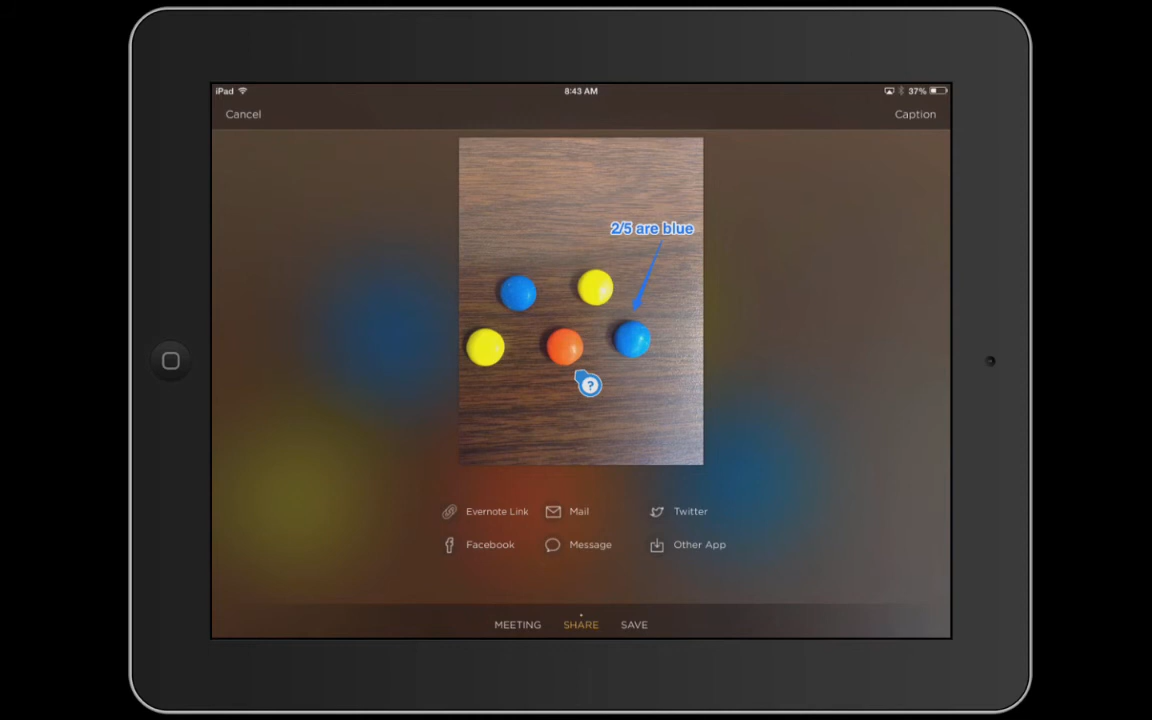 iPad 8:43 AM 37%
Cancel Caption
2/5 are blue
?
Evernote Link Mail Twitter
Facebook Message Other App
MEETING SHARE SAVE